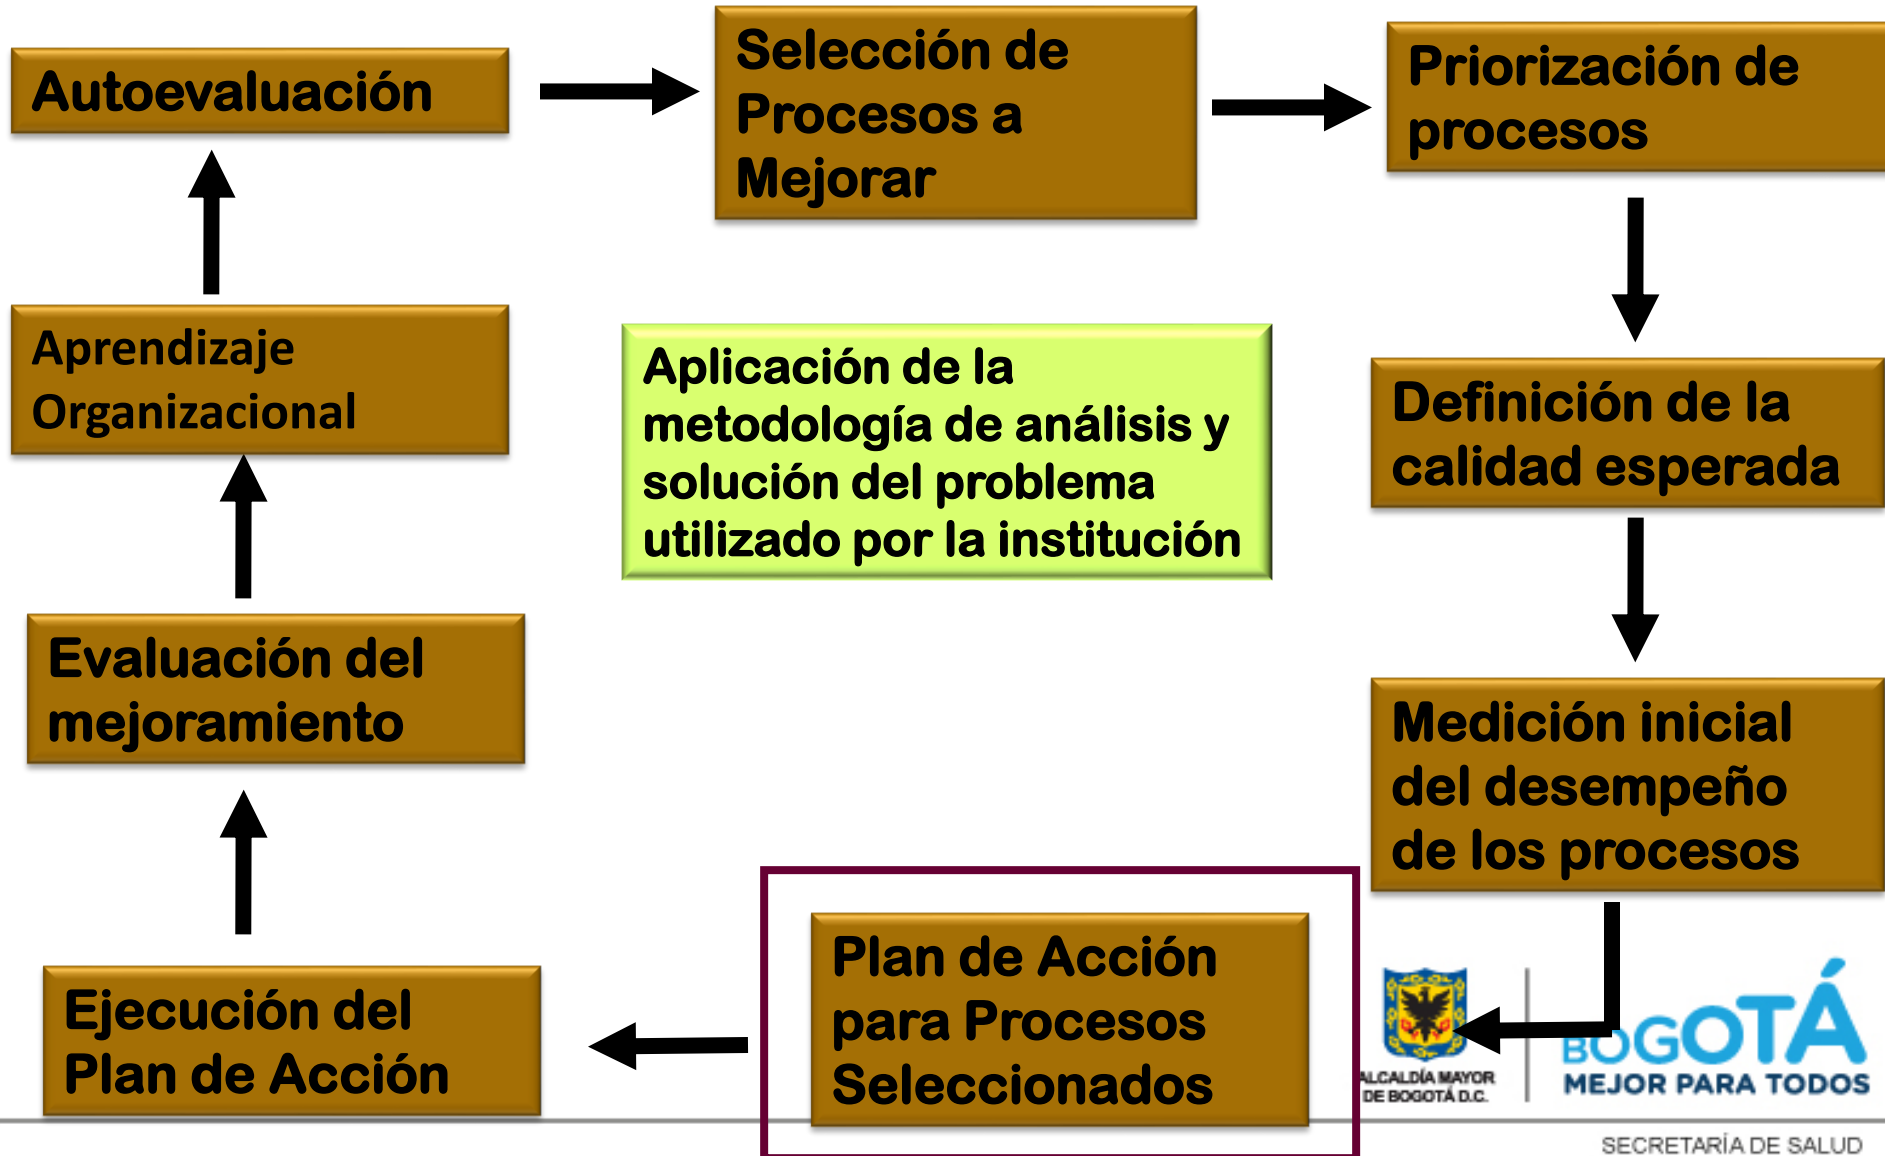 Autoevaluación
Selección de
Procesos a
Mejorar
Priorización de
procesos
Aprendizaje
Organizacional
Aplicación de la
metodología de análisis y
solución del problema
utilizado por la institución
Definición de la
calidad esperada
Evaluación del
mejoramiento
Medición inicial
del desempeño
de los procesos
Ejecución del
Plan de Acción
Plan de Acción
para Procesos
Seleccionados
ALCALDÍA MAYOR
DE BOGOTÁ D.C.
BOGOTÁ
MEJOR PARA TODOS
SECRETARÍA DE SALUD